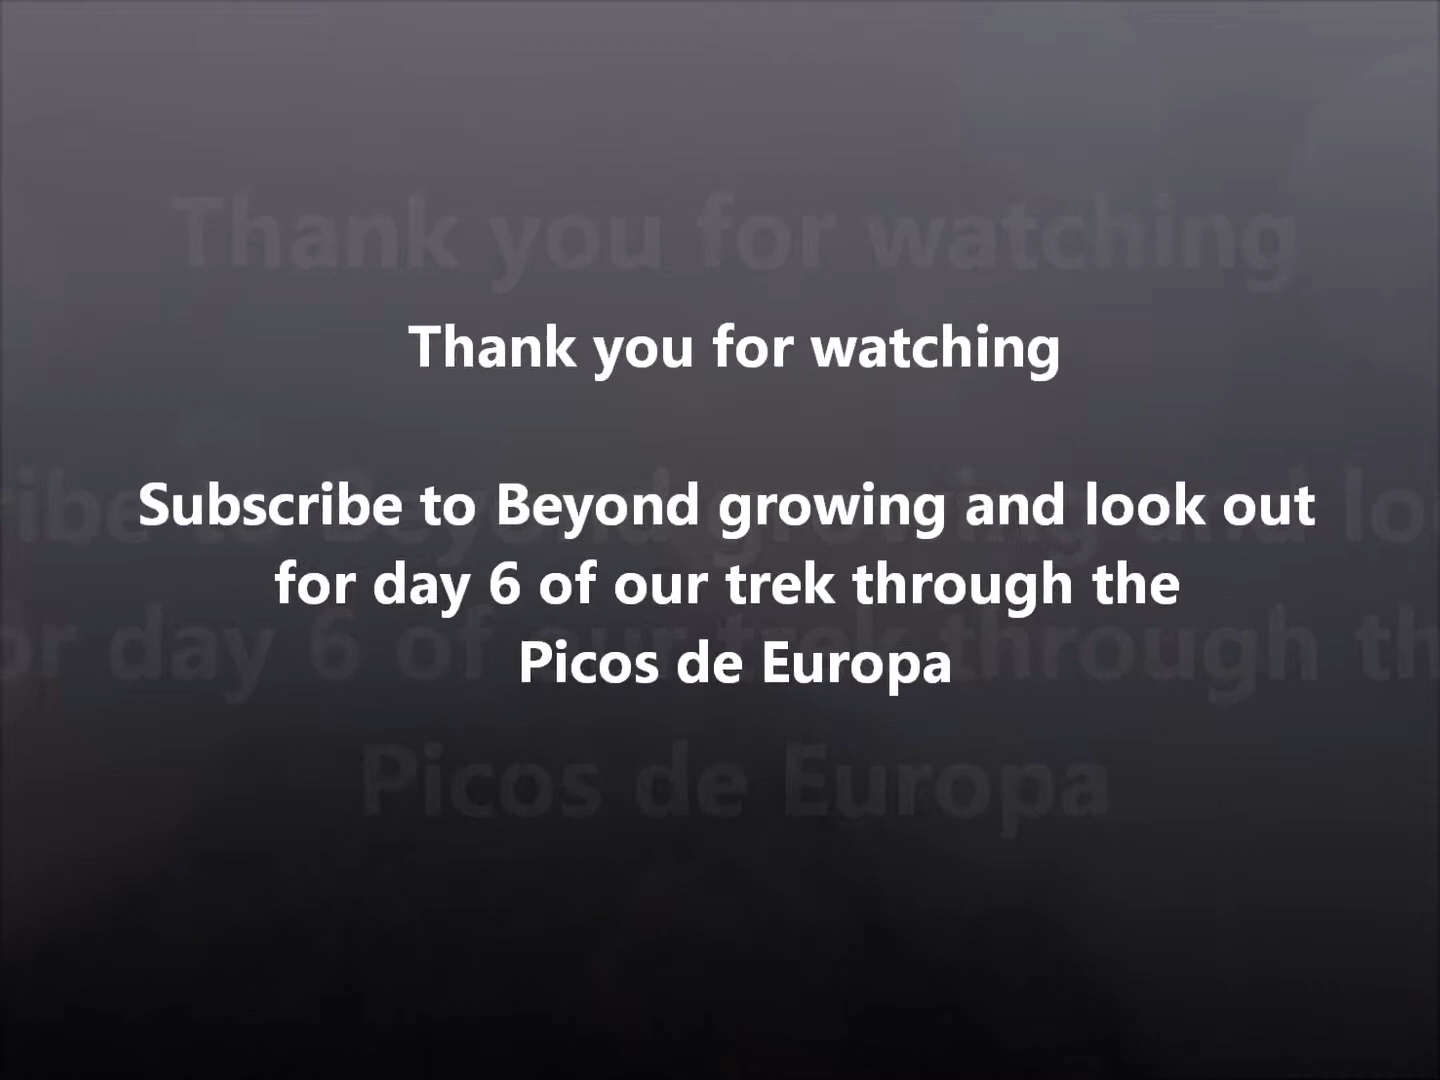 Thank you for watching
Subscribe to Beyond growing and look out
for day 6 of our trek through the
Picos de Europa